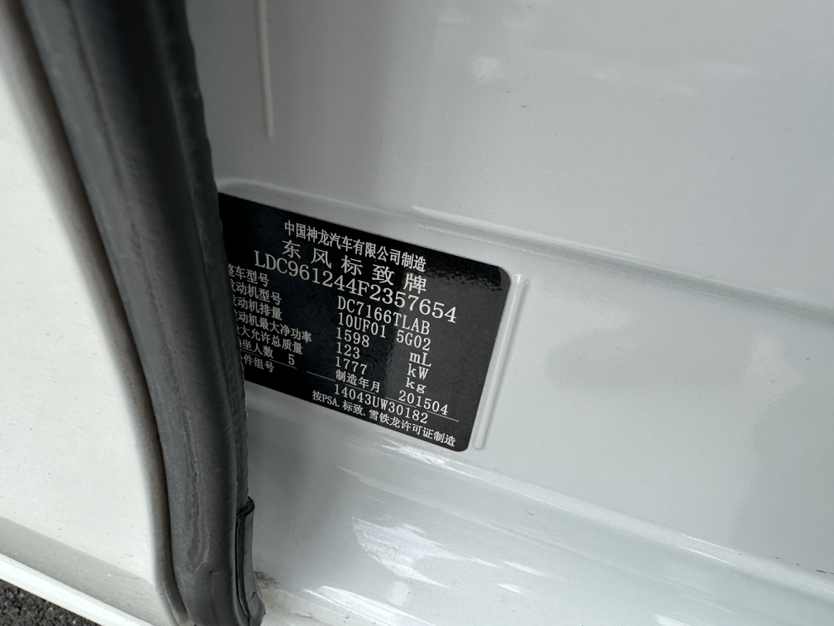 中国神龙汽车有限公司制造
东风标致牌
LDC961244F2357654
整车型号 DC7166TLAB
发动机型号 10UF01 5G02
发动机排量 1598 mL
发动机最大净功率 123 kW
最大允许总质量 1777 kg
乘坐人数 5 制造年月 201504
件组号 14043UW30182
按PSA.标致.雪铁龙许可证制造